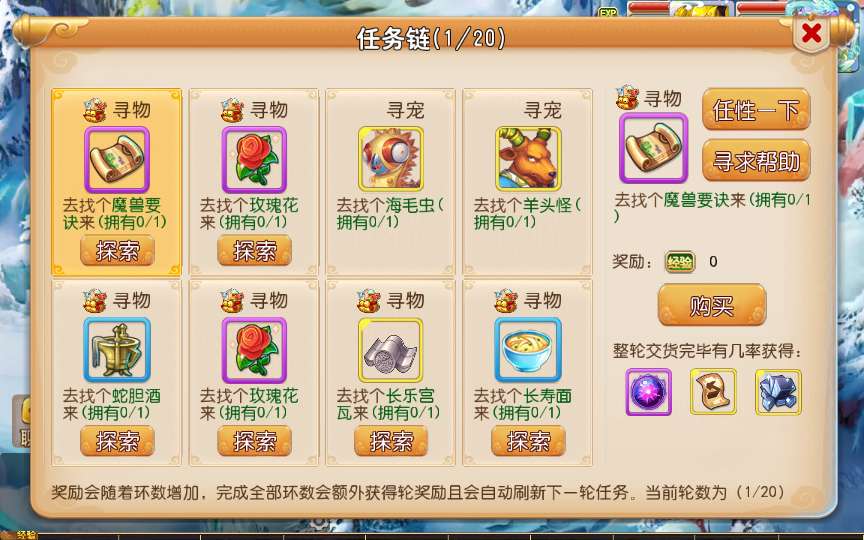 EXP
任务链(1/20)
寻物
去找个魔兽要
诀来(拥有0/1)
探索
寻物
去找个玫瑰花
来(拥有0/1)
探索
寻宠
去找个海毛虫(
拥有0/1)
寻宠
去找个羊头怪(
拥有0/1)
寻物
去找个蛇胆酒
来(拥有0/1)
探索
寻物
去找个玫瑰花
来(拥有0/1)
探索
寻物
去找个长乐宫
瓦来(拥有0/1)
探索
寻物
去找个长寿面
来(拥有0/1)
探索
寻物
任性一下
寻求帮助
去找个魔兽要诀来(拥有0/1
)
奖励： 经验 0
购买
整轮交货完毕有几率获得：
奖励会随着环数增加，完成全部环数会额外获得轮奖励且会自动刷新下一轮任务。当前轮数为（1/20）
经验